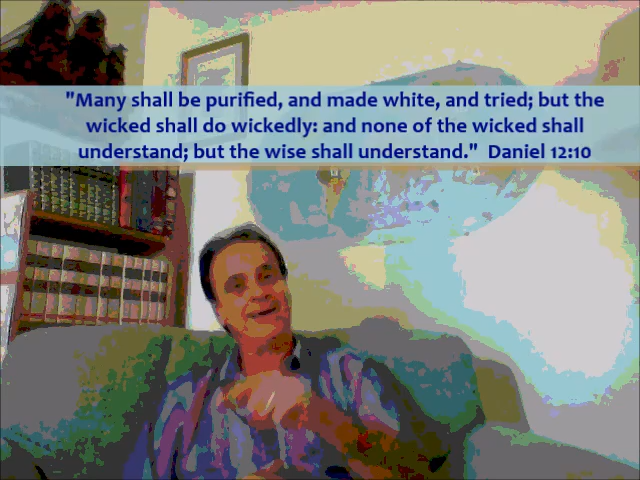 "Many shall be purified, and made white, and tried; but the
wicked shall do wickedly: and none of the wicked shall
understand; but the wise shall understand."  Daniel 12:10